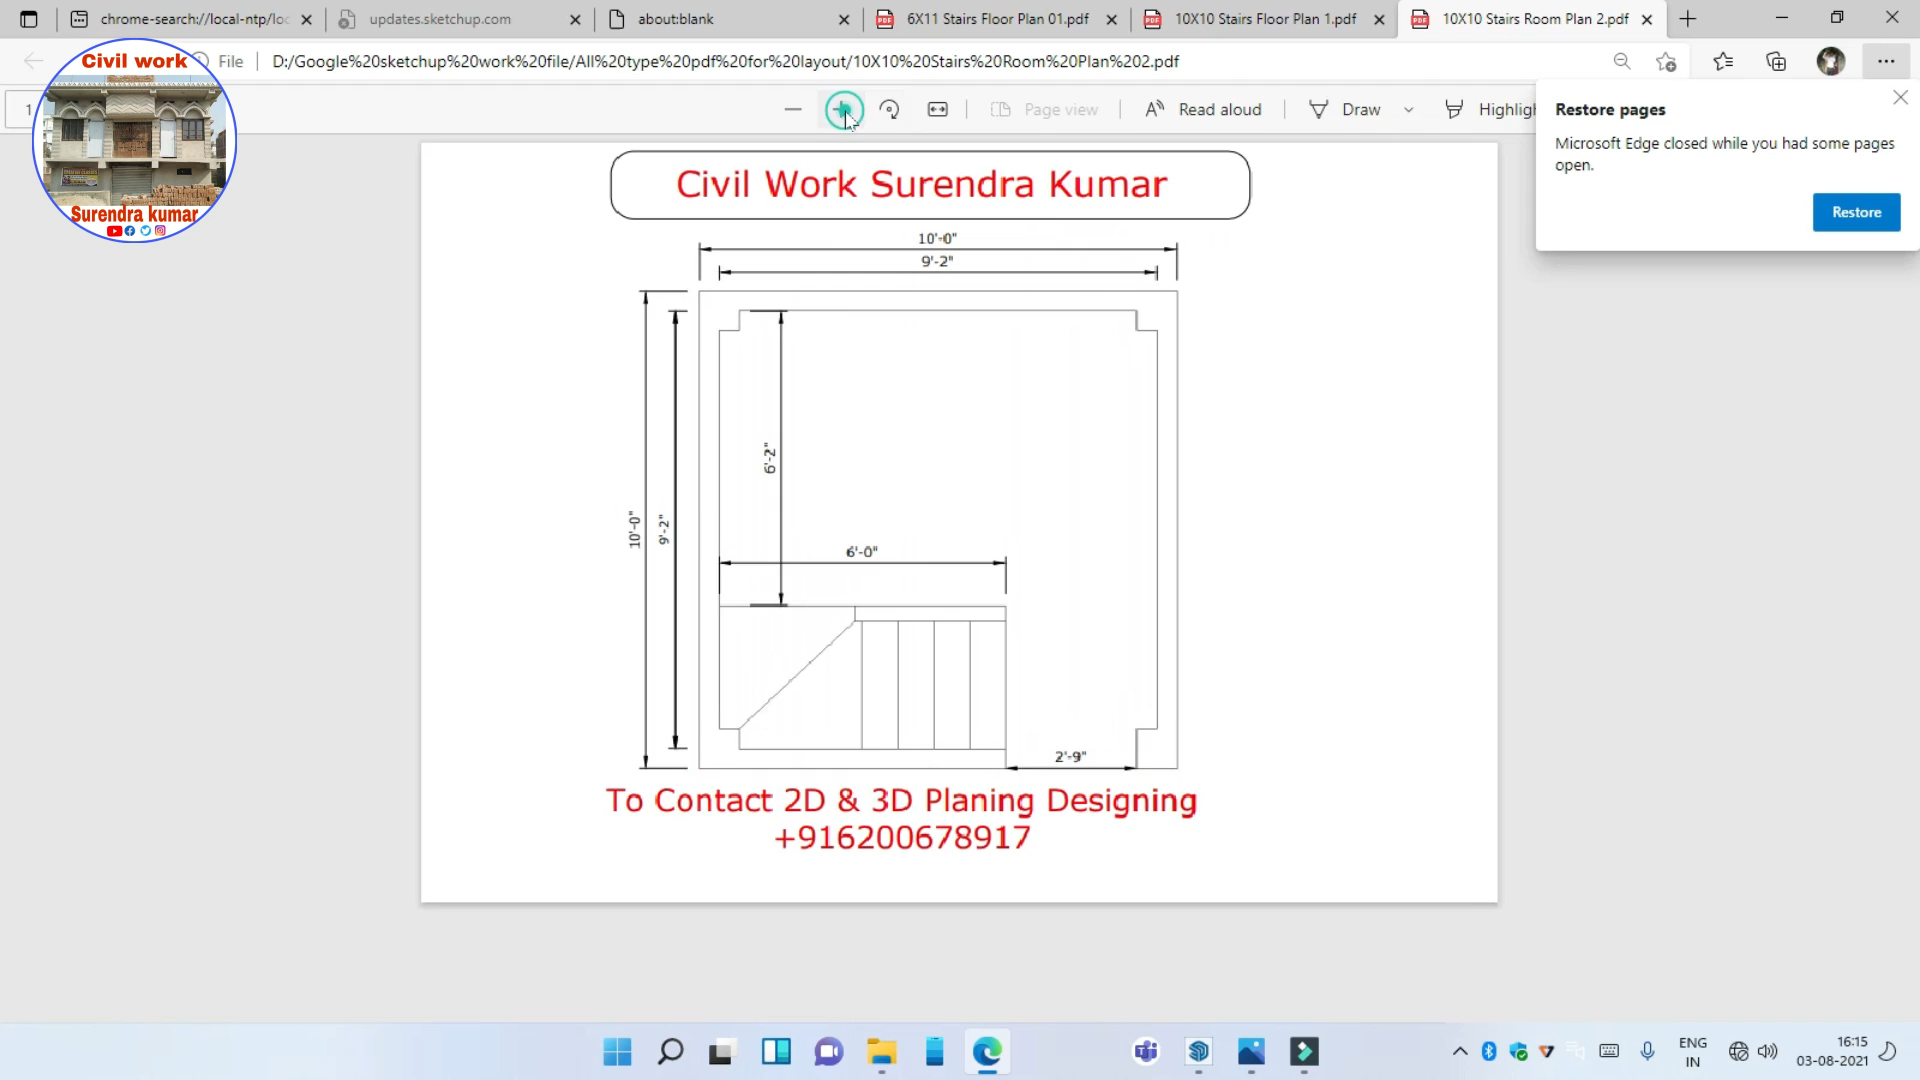 chrome-search://local-ntp/loc
updates.sketchup.com
about:blank
6X11 Stairs Floor Plan 01.pdf
10X10 Stairs Floor Plan 1.pdf
10X10 Stairs Room Plan 2.pdf
File
D:/Google%20sketchup%20work%20file/All%20type%20pdf%20for%20layout/10X10%20Stairs%20Room%20Plan%202.pdf
Civil work
Surendra kumar
1
Page view
Read aloud
Draw
Highligh
Restore pages
Microsoft Edge closed while you had some pages
open.
Restore
Civil Work Surendra Kumar
10'-0"
9'-2"
6'-2"
10'-0"
9'-2"
6'-0"
2'-9"
To Contact 2D & 3D Planing Designing
+916200678917
ENG
IN
16:15
03-08-2021